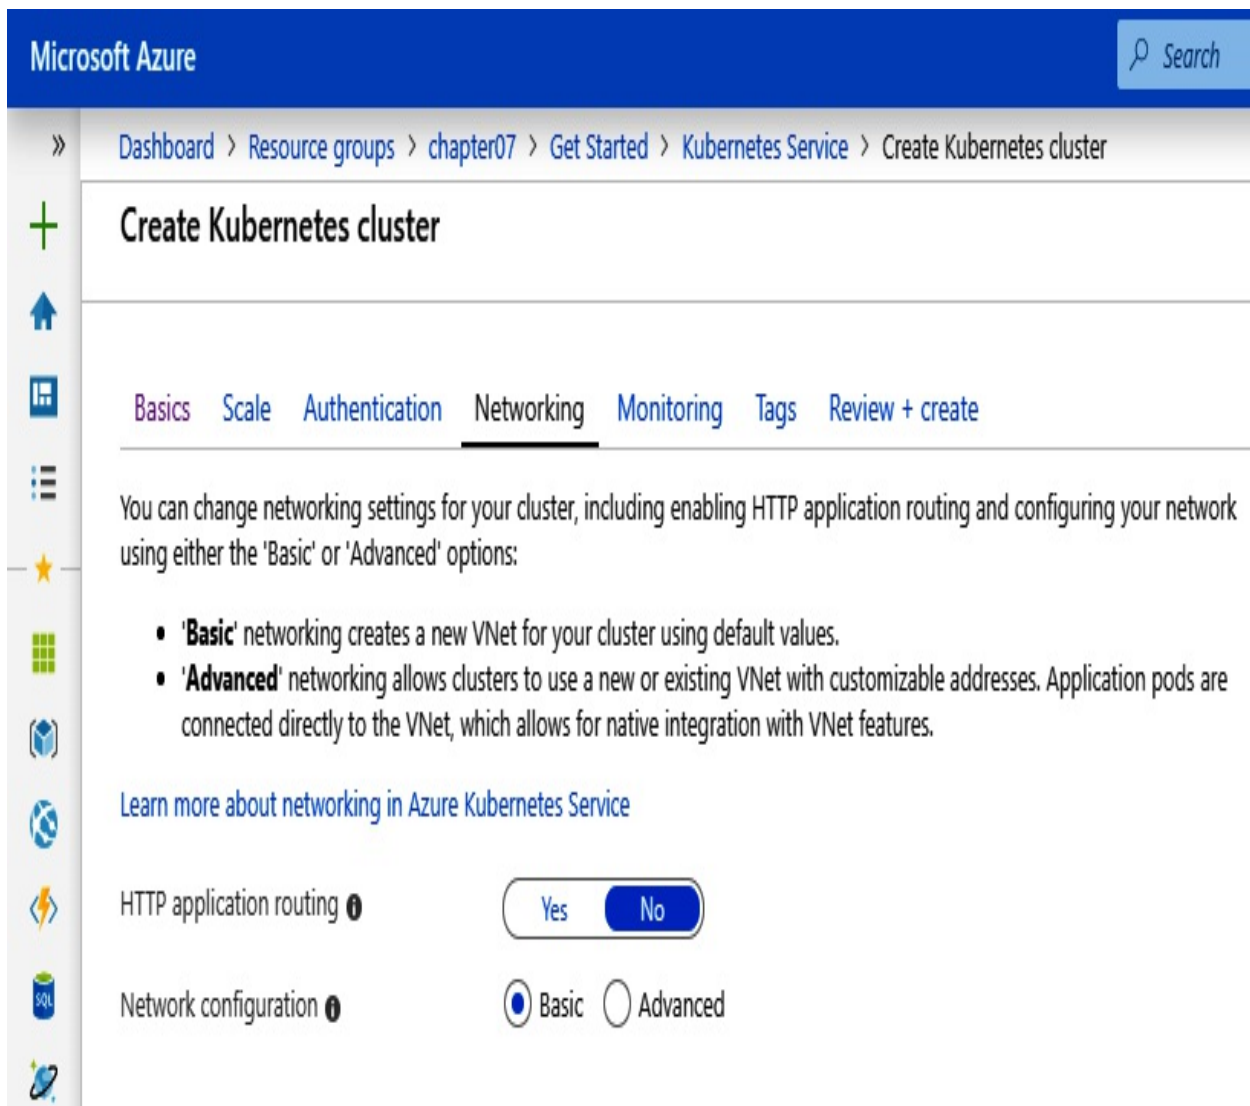 Microsoft Azure
Search
» Dashboard > Resource groups > chapter07 > Get Started > Kubernetes Service > Create Kubernetes cluster
Create Kubernetes cluster
Basics Scale Authentication Networking Monitoring Tags Review + create
You can change networking settings for your cluster, including enabling HTTP application routing and configuring your network
using either the 'Basic' or 'Advanced' options:
• 'Basic' networking creates a new VNet for your cluster using default values.
• 'Advanced' networking allows clusters to use a new or existing VNet with customizable addresses. Application pods are
connected directly to the VNet, which allows for native integration with VNet features.
Learn more about networking in Azure Kubernetes Service
HTTP application routing Yes No
SQL
Network configuration Basic Advanced